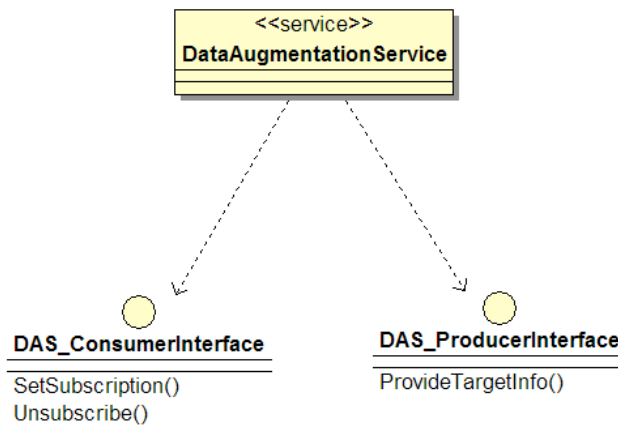 <<service>>
DataAugmentationService
DAS_ConsumerInterface
SetSubscription()
Unsubscribe()
DAS_ProducerInterface
ProvideTargetInfo()